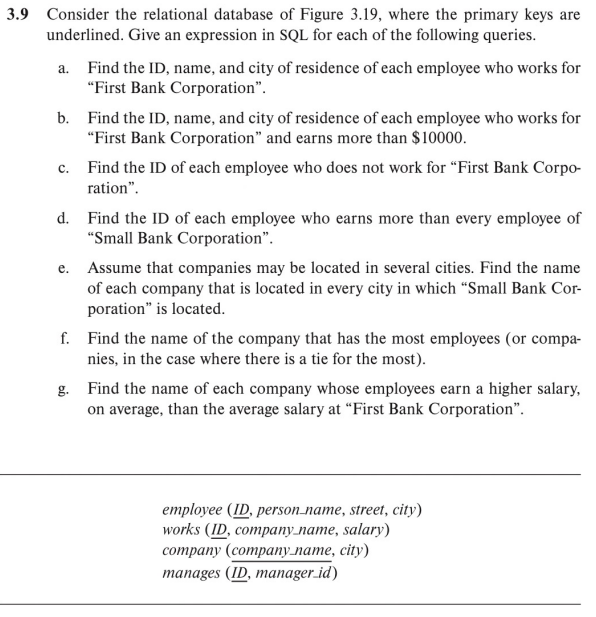 3.9 Consider the relational database of Figure 3.19, where the primary keys are
underlined. Give an expression in SQL for each of the following queries.
a. Find the ID, name, and city of residence of each employee who works for
“First Bank Corporation”.
b. Find the ID, name, and city of residence of each employee who works for
“First Bank Corporation” and earns more than $10000.
c. Find the ID of each employee who does not work for “First Bank Corpo-
ration”.
d. Find the ID of each employee who earns more than every employee of
“Small Bank Corporation”.
e. Assume that companies may be located in several cities. Find the name
of each company that is located in every city in which “Small Bank Cor-
poration” is located.
f. Find the name of the company that has the most employees (or compa-
nies, in the case where there is a tie for the most).
g. Find the name of each company whose employees earn a higher salary,
on average, than the average salary at “First Bank Corporation”.
employee (ID, person_name, street, city)
works (ID, company_name, salary)
company (company_name, city)
manages (ID, manager_id)